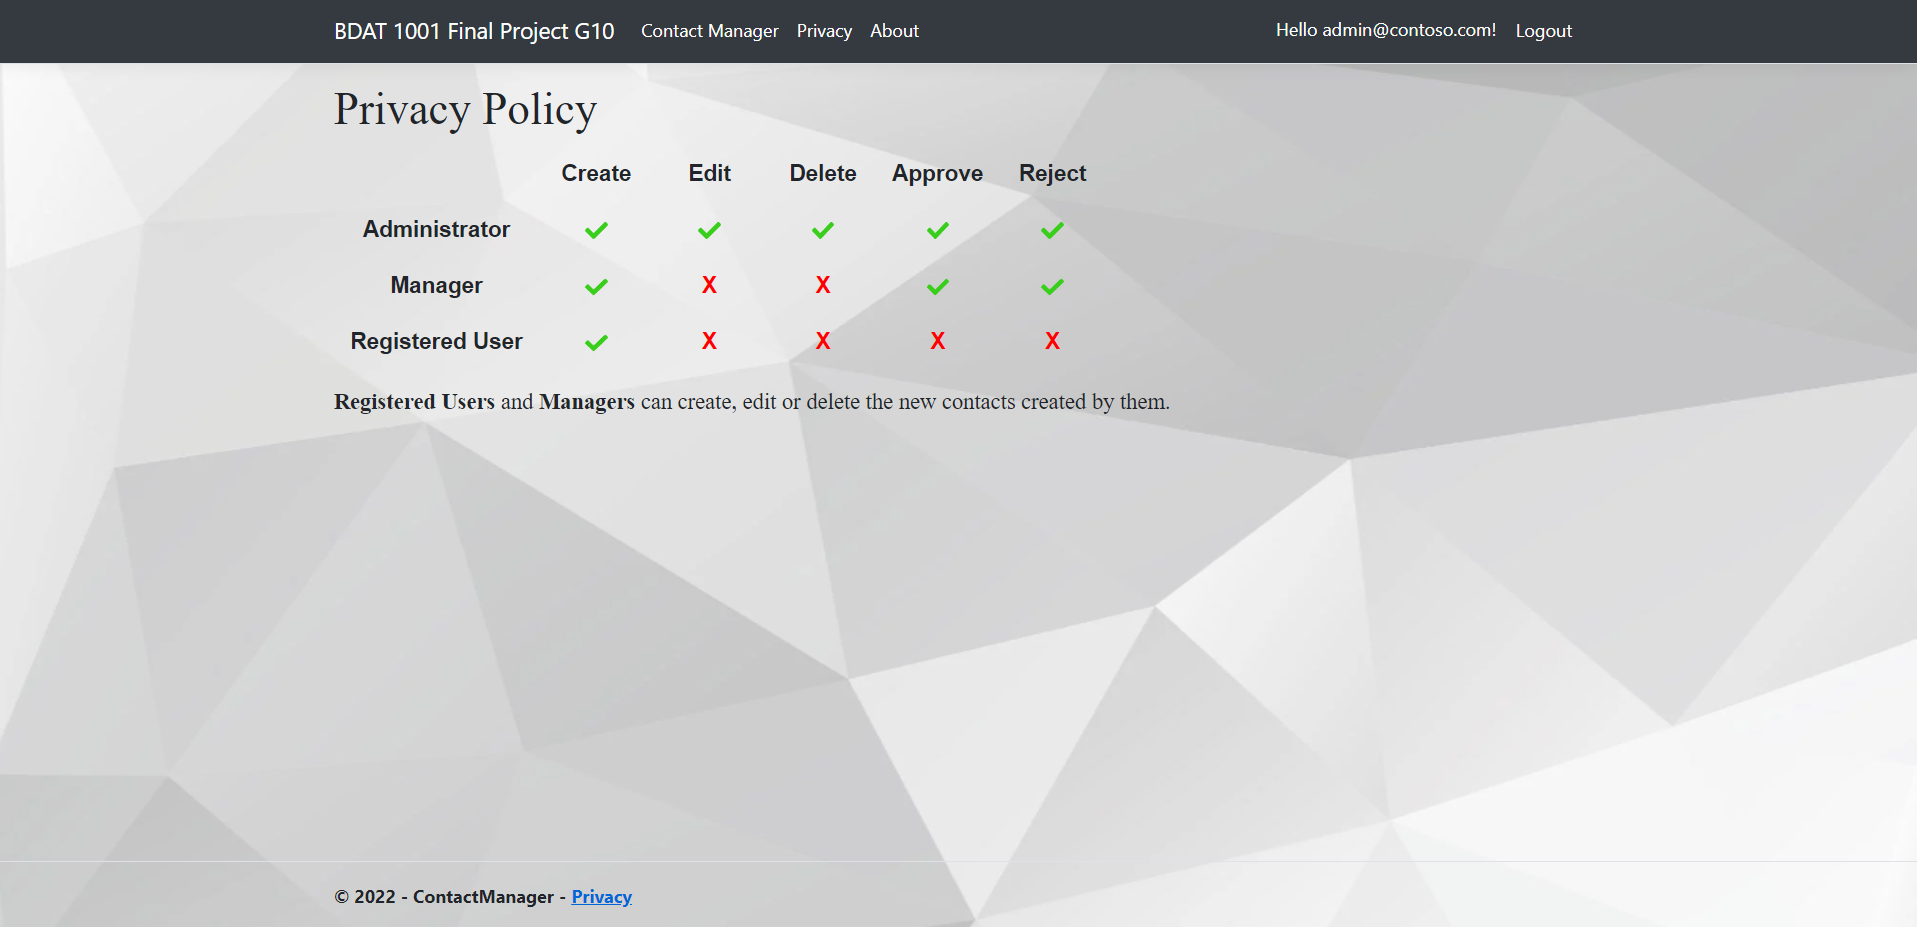 BDAT 1001 Final Project G10 Contact Manager Privacy About Hello admin@contoso.com! Logout
Privacy Policy
Create Edit Delete Approve Reject
Administrator ✓ ✓ ✓ ✓ ✓
Manager ✓ X X ✓ ✓
Registered User ✓ X X X X
Registered Users and Managers can create, edit or delete the new contacts created by them.
© 2022 - ContactManager - Privacy